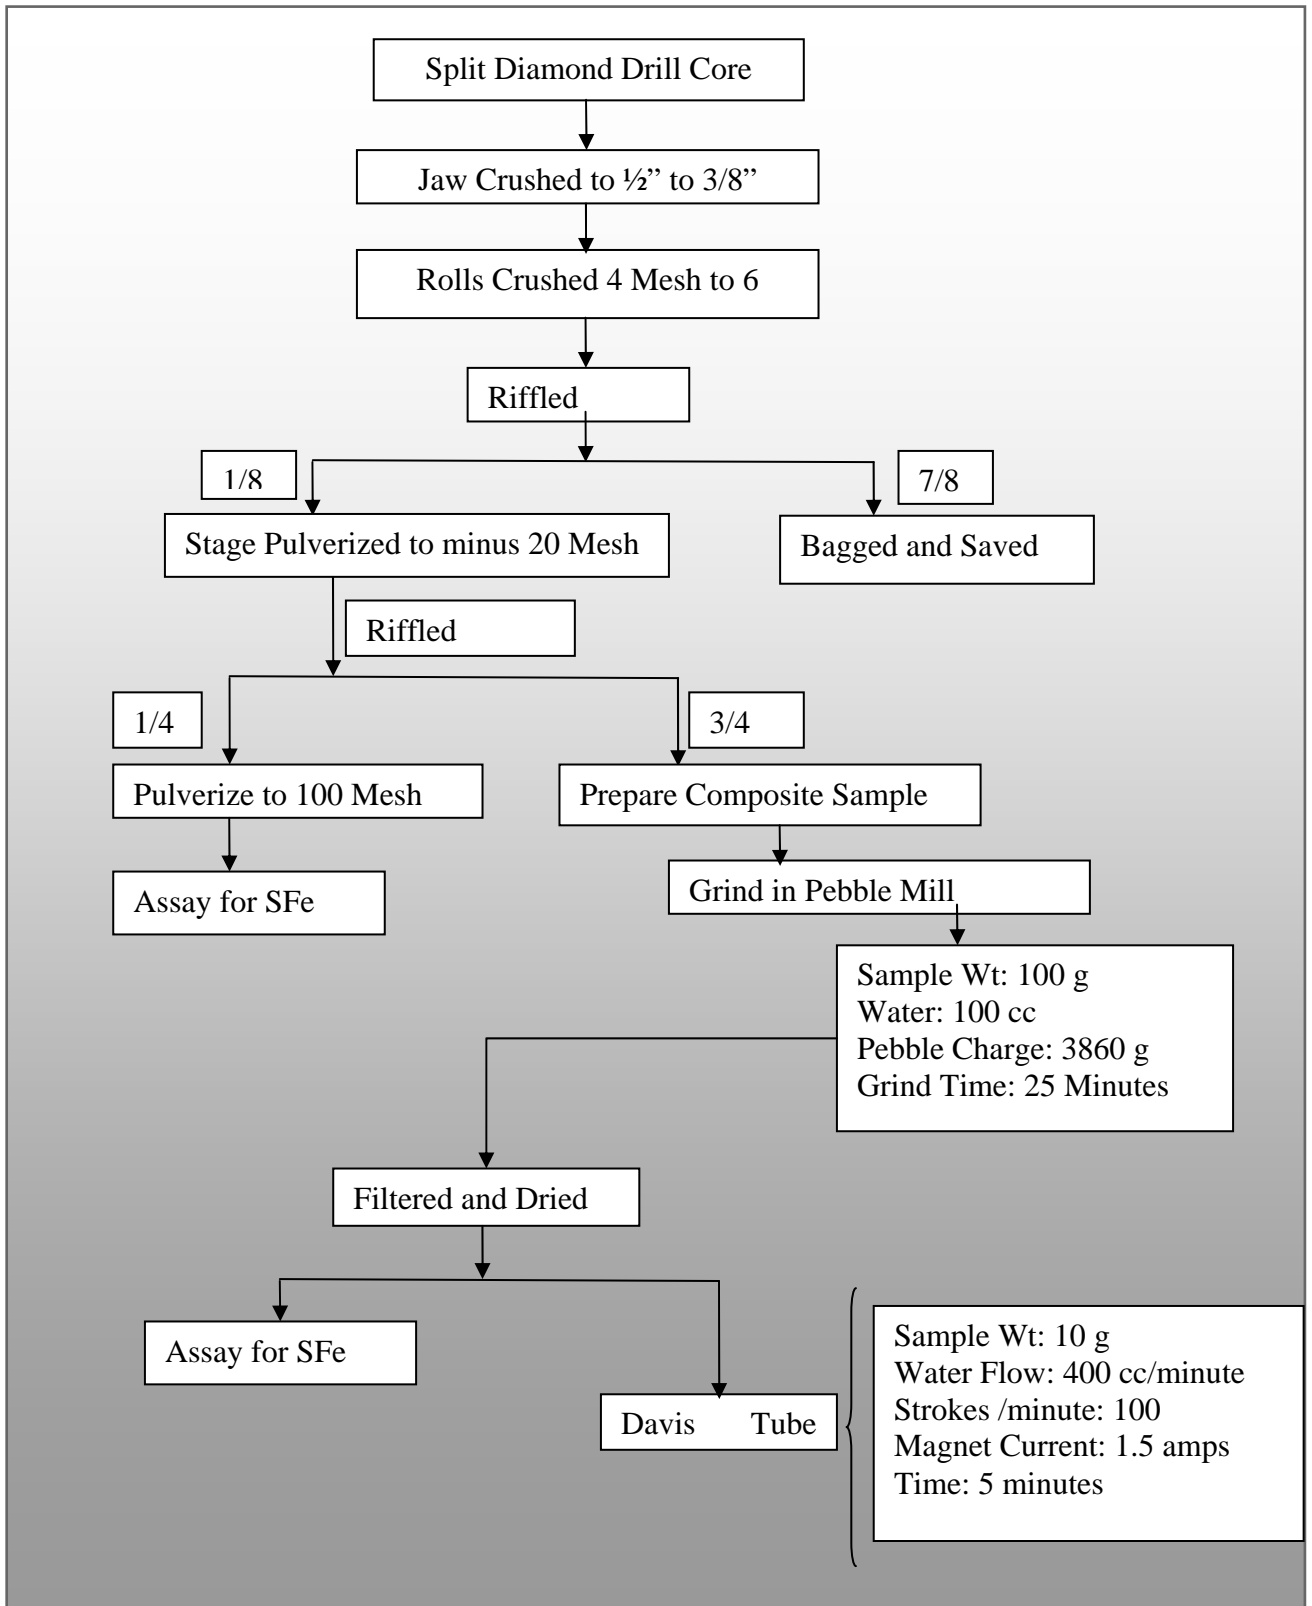 Split Diamond Drill Core
Jaw Crushed to ½” to 3/8”
Rolls Crushed 4 Mesh to 6
Riffled
1/8
7/8
Stage Pulverized to minus 20 Mesh
Bagged and Saved
Riffled
1/4
3/4
Pulverize to 100 Mesh
Prepare Composite Sample
Assay for SFe
Grind in Pebble Mill
Sample Wt: 100 g
Water: 100 cc
Pebble Charge: 3860 g
Grind Time: 25 Minutes
Filtered and Dried
Assay for SFe
Davis Tube
Sample Wt: 10 g
Water Flow: 400 cc/minute
Strokes /minute: 100
Magnet Current: 1.5 amps
Time: 5 minutes